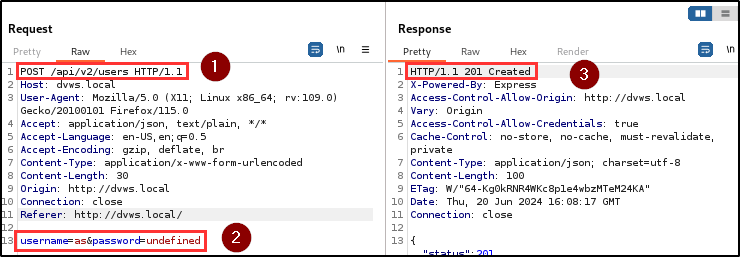 Request
Pretty Raw Hex \n
1 POST /api/v2/users HTTP/1.1
1
2 Host: dvws.local
3 User-Agent: Mozilla/5.0 (X11; Linux x86_64; rv:109.0)
Gecko/20100101 Firefox/115.0
4 Accept: application/json, text/plain, */*
5 Accept-Language: en-US,en;q=0.5
6 Accept-Encoding: gzip, deflate, br
7 Content-Type: application/x-www-form-urlencoded
8 Content-Length: 30
9 Origin: http://dvws.local
10 Connection: close
11 Referer: http://dvws.local/
12
13 username=as&password=undefined
2
Response
Pretty Raw Hex Render \n
1 HTTP/1.1 201 Created
3
2 X-Powered-By: Express
3 Access-Control-Allow-Origin: http://dvws.local
4 Vary: Origin
5 Access-Control-Allow-Credentials: true
6 Cache-Control: no-store, no-cache, must-revalidate,
private
7 Content-Type: application/json; charset=utf-8
8 Content-Length: 100
9 ETag: W/"64-Kg0kRNR4WKc8p1e4wbzMTeM24KA"
10 Date: Thu, 20 Jun 2024 16:08:17 GMT
11 Connection: close
12
13 {
"status":201,